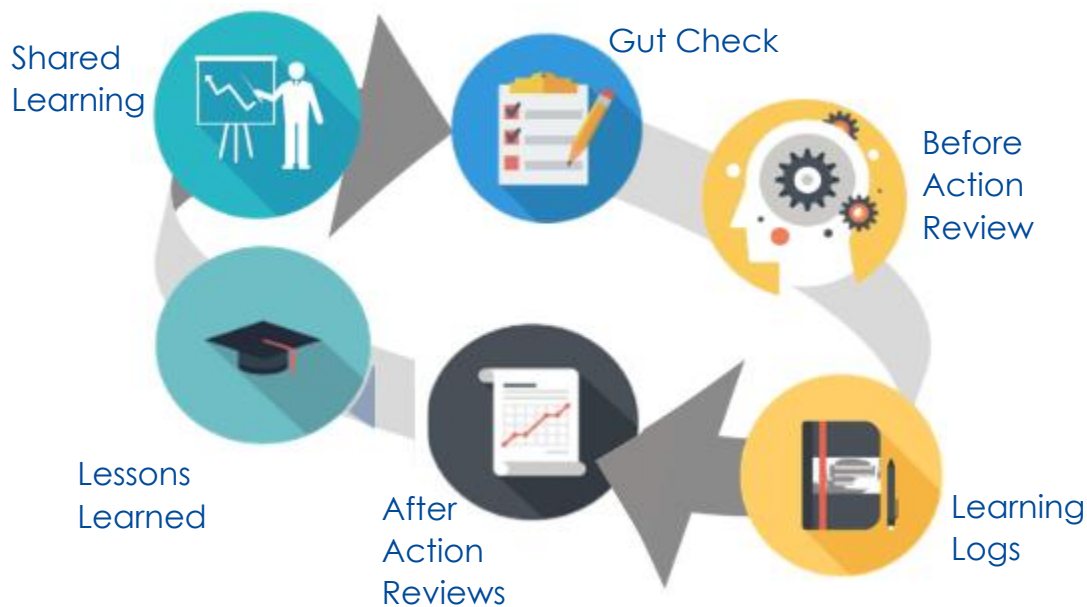 Shared
Learning
Gut Check
Before
Action
Review
Lessons
Learned
After
Action
Reviews
Learning
Logs